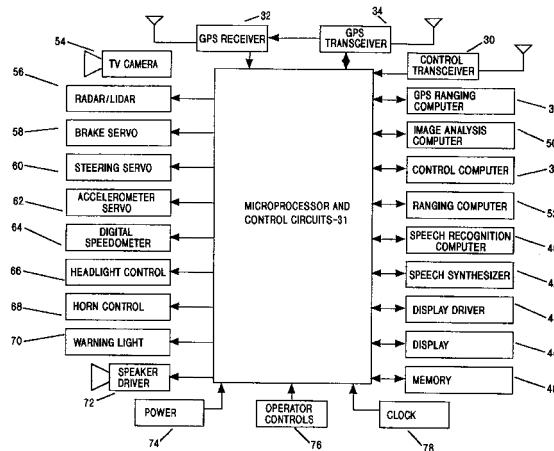 32
34
54
GPS RECEIVER
GPS
TRANSCEIVER
30
TV CAMERA
CONTROL
TRANSCEIVER
56
RADAR/LIDAR
GPS RANGING
COMPUTER
58
BRAKE SERVO
IMAGE ANALYSIS
COMPUTER
60
STEERING SERVO
CONTROL COMPUTER
62
ACCELEROMETER
SERVO
MICROPROCESSOR AND
CONTROL CIRCUITS-31
RANGING COMPUTER
64
DIGITAL
SPEEDOMETER
SPEECH RECOGNITION
COMPUTER
66
HEADLIGHT CONTROL
SPEECH SYNTHESIZER
68
HORN CONTROL
DISPLAY DRIVER
70
WARNING LIGHT
DISPLAY
72
SPEAKER
DRIVER
MEMORY
POWER
OPERATOR
CONTROLS
CLOCK
74
76
78